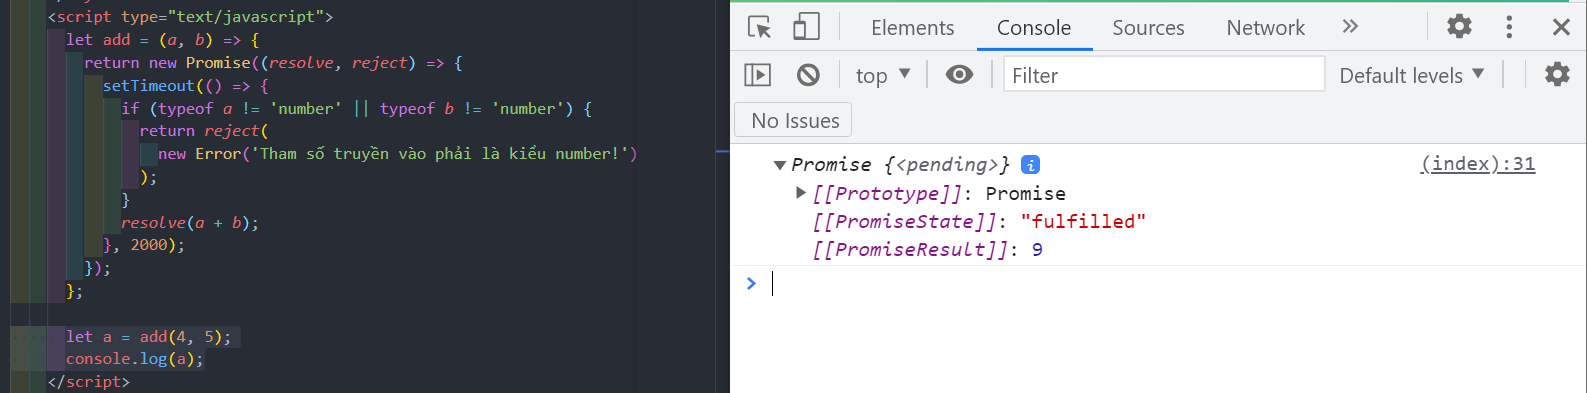 <script type="text/javascript">
let add = (a, b) => {
return new Promise((resolve, reject) => {
setTimeout(() => {
if (typeof a != 'number' || typeof b != 'number') {
return reject(
new Error('Tham số truyền vào phải là kiểu number!')
);
}
resolve(a + b);
}, 2000);
});
};
let a = add(4, 5);
console.log(a);
</script>
Elements Console Sources Network
top Filter Default levels
No Issues
Promise {<pending>} i (index):31
[[Prototype]]: Promise
[[PromiseState]]: "fulfilled"
[[PromiseResult]]: 9